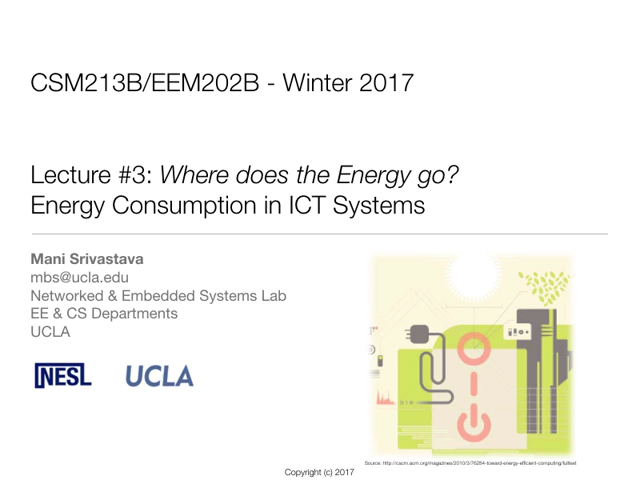 CSM213B/EEM202B - Winter 2017
Lecture #3: Where does the Energy go?
Energy Consumption in ICT Systems
Mani Srivastava
mbs@ucla.edu
Networked & Embedded Systems Lab
EE & CS Departments
UCLA
NESL
UCLA
Source: http://cacm.acm.org/magazines/2010/3/76284-toward-energy-efficient-computing/fulltext
Copyright (c) 2017